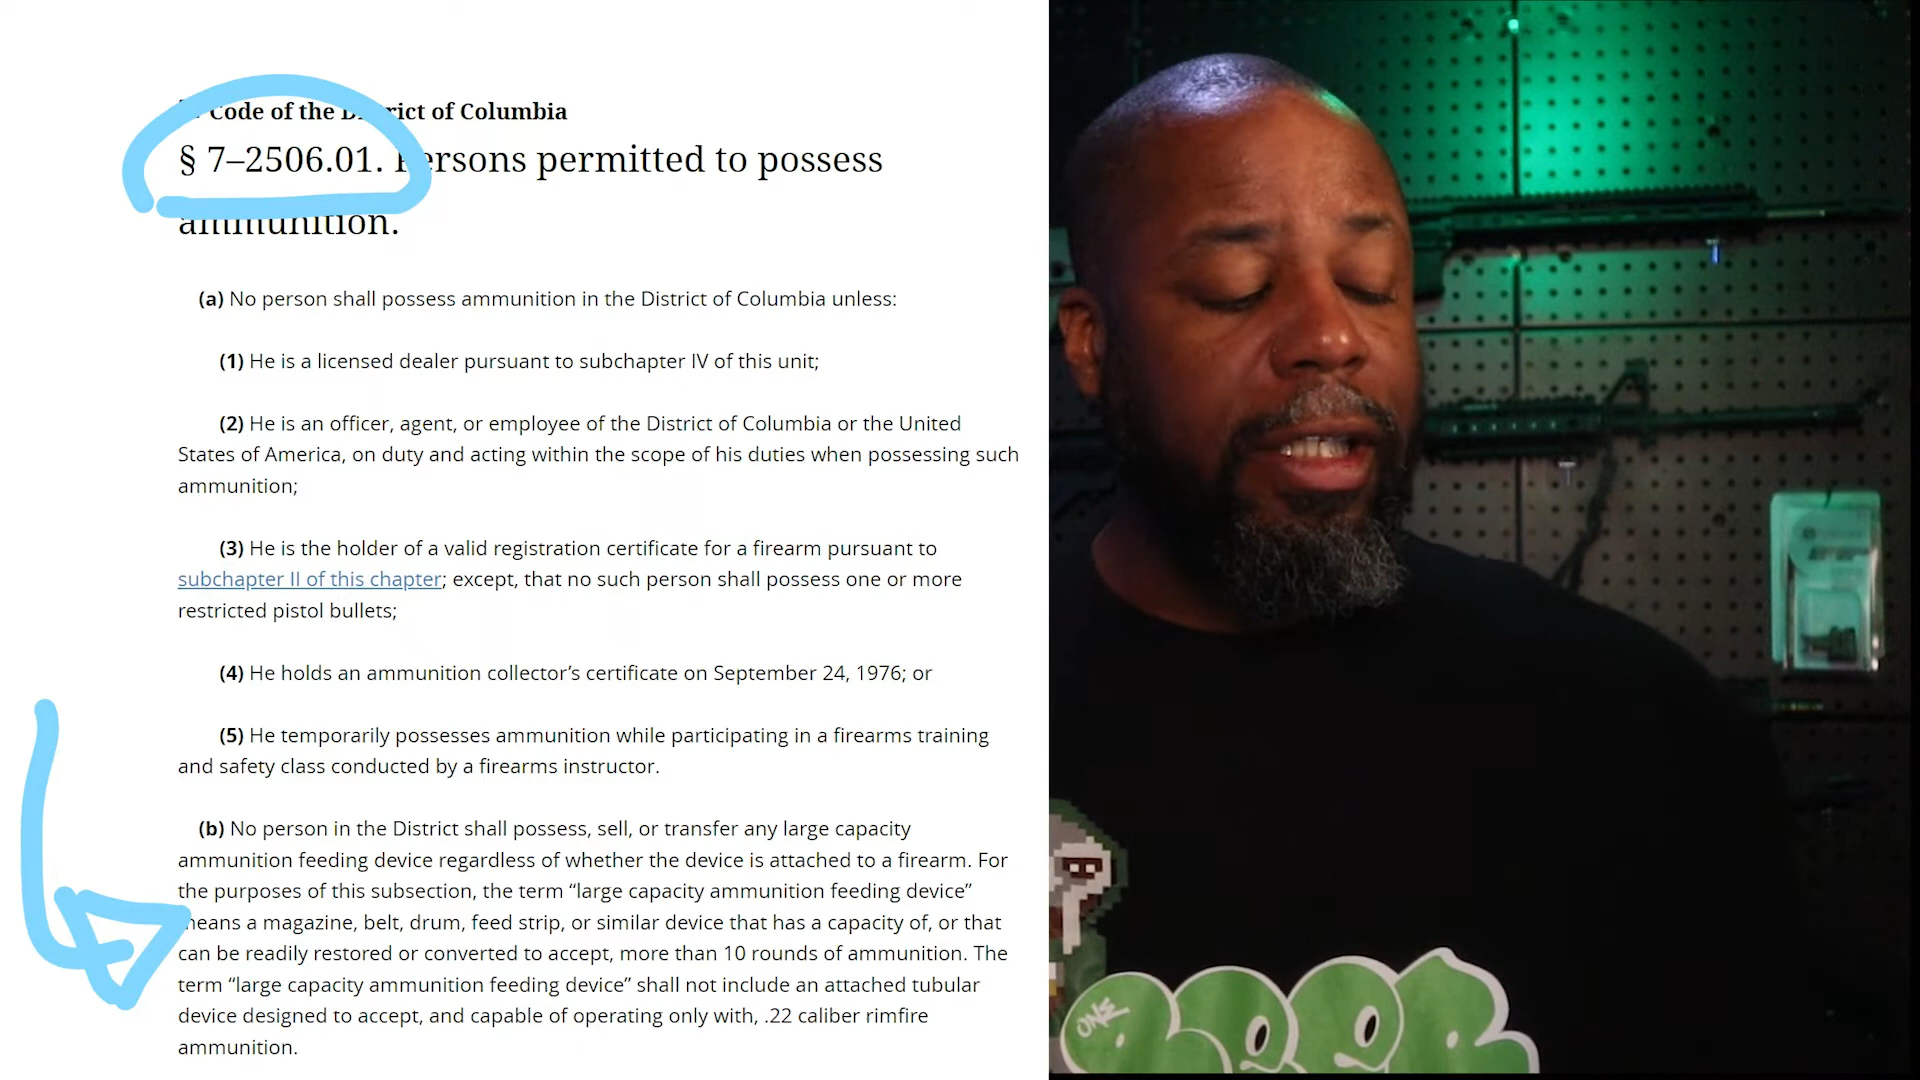 Code of the District of Columbia
§ 7–2506.01. Persons permitted to possess
ammunition.
(a) No person shall possess ammunition in the District of Columbia unless:
(1) He is a licensed dealer pursuant to subchapter IV of this unit;
(2) He is an officer, agent, or employee of the District of Columbia or the United
States of America, on duty and acting within the scope of his duties when possessing such
ammunition;
(3) He is the holder of a valid registration certificate for a firearm pursuant to
subchapter II of this chapter; except, that no such person shall possess one or more
restricted pistol bullets;
(4) He holds an ammunition collector’s certificate on September 24, 1976; or
(5) He temporarily possesses ammunition while participating in a firearms training
and safety class conducted by a firearms instructor.
(b) No person in the District shall possess, sell, or transfer any large capacity
ammunition feeding device regardless of whether the device is attached to a firearm. For
the purposes of this subsection, the term “large capacity ammunition feeding device”
means a magazine, belt, drum, feed strip, or similar device that has a capacity of, or that
can be readily restored or converted to accept, more than 10 rounds of ammunition. The
term “large capacity ammunition feeding device” shall not include an attached tubular
device designed to accept, and capable of operating only with, .22 caliber rimfire
ammunition.
ONE